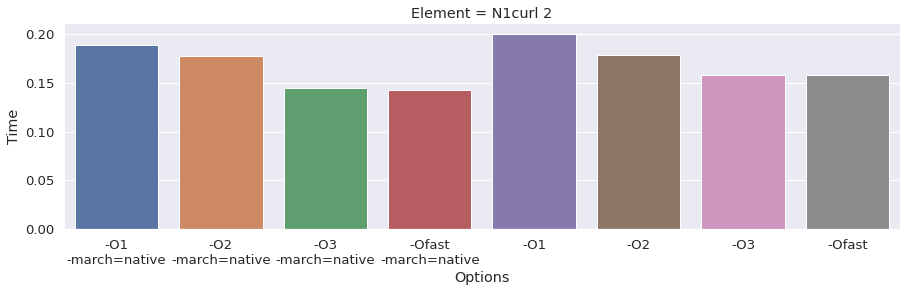 Element = N1curl 2
Time
0.20
0.15
0.10
0.05
0.00
-O1 -O2 -O3 -Ofast -O1 -O2 -O3 -Ofast
-march=native -march=native -march=native -march=native
Options